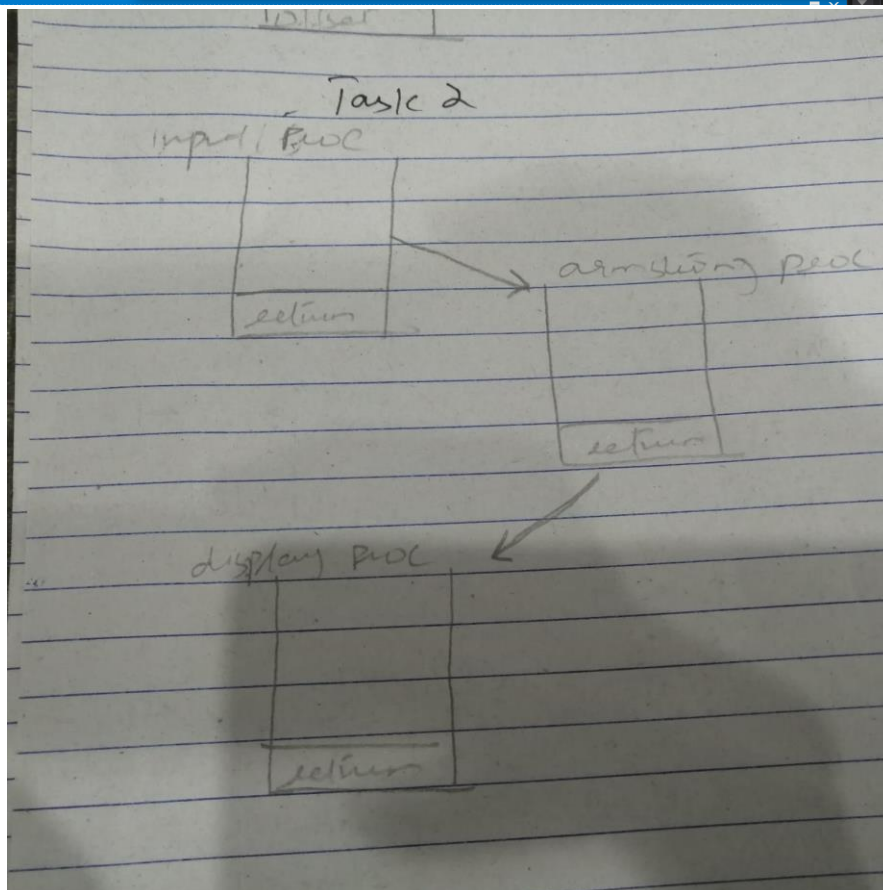 Task 2
input Proc
return
armstrong proc
return
display proc
return